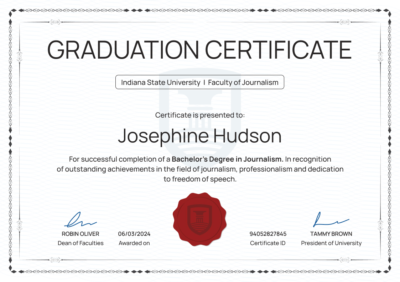 GRADUATION CERTIFICATE
Indiana State University | Faculty of Journalism
Certificate is presented to:
Josephine Hudson
For successful completion of a Bachelor's Degree in Journalism. In recognition
of outstanding achievements in the field of journalism, professionalism and dedication
to freedom of speech.
ROBIN OLIVER 06/03/2024 94052827845 TAMMY BROWN
Dean of Faculties Awarded on Certificate ID President of University